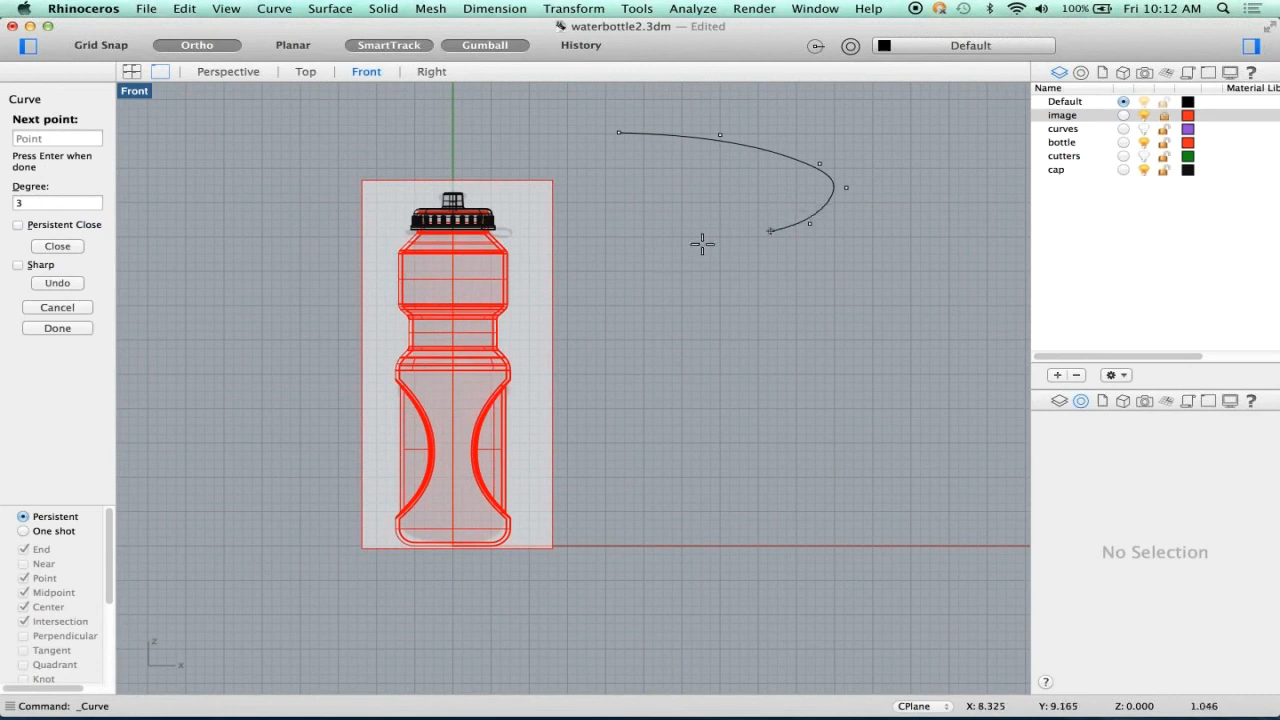 Rhinoceros File Edit View Curve Surface Solid Mesh Dimension Transform Tools Analyze Render Window Help 100% Fri 10:12 AM
waterbottle2.3dm — Edited
Grid Snap Ortho Planar SmartTrack Gumball History Default
Perspective Top Front Right
Front
Curve
Next point:
Point
Press Enter when
done
Degree:
3
Persistent Close
Close
Sharp
Undo
Cancel
Done
Persistent
One shot
End
Near
Point
Midpoint
Center
Intersection
Perpendicular
Tangent
Quadrant
Knot
z
x
Name Material Lib
Default
image
curves
bottle
cutters
cap
No Selection
Command: _Curve
CPlane X: 8.325 Y: 9.165 Z: 0.000 1.046